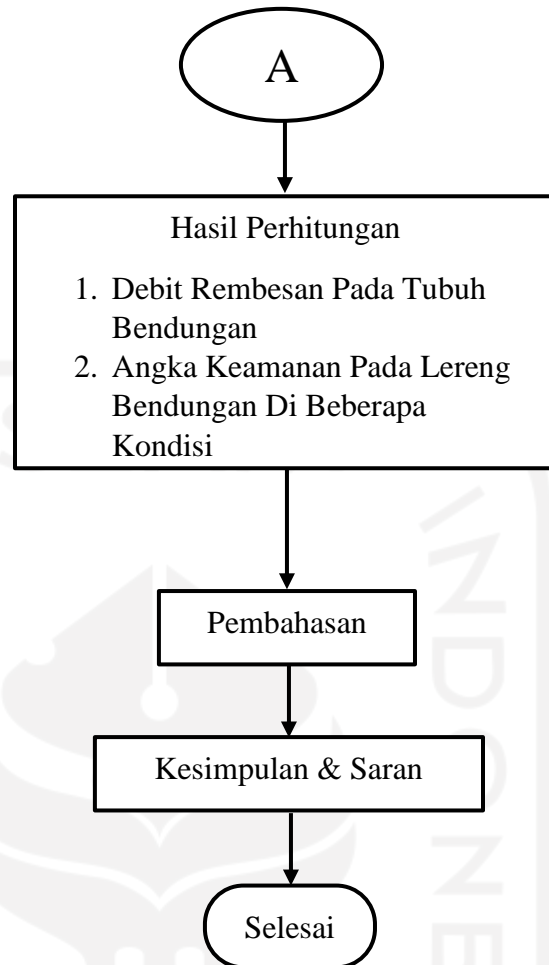 A
Hasil Perhitungan
1. Debit Rembesan Pada Tubuh
Bendungan
2. Angka Keamanan Pada Lereng
Bendungan Di Beberapa
Kondisi
INDONE
Pembahasan
Kesimpulan & Saran
Selesai